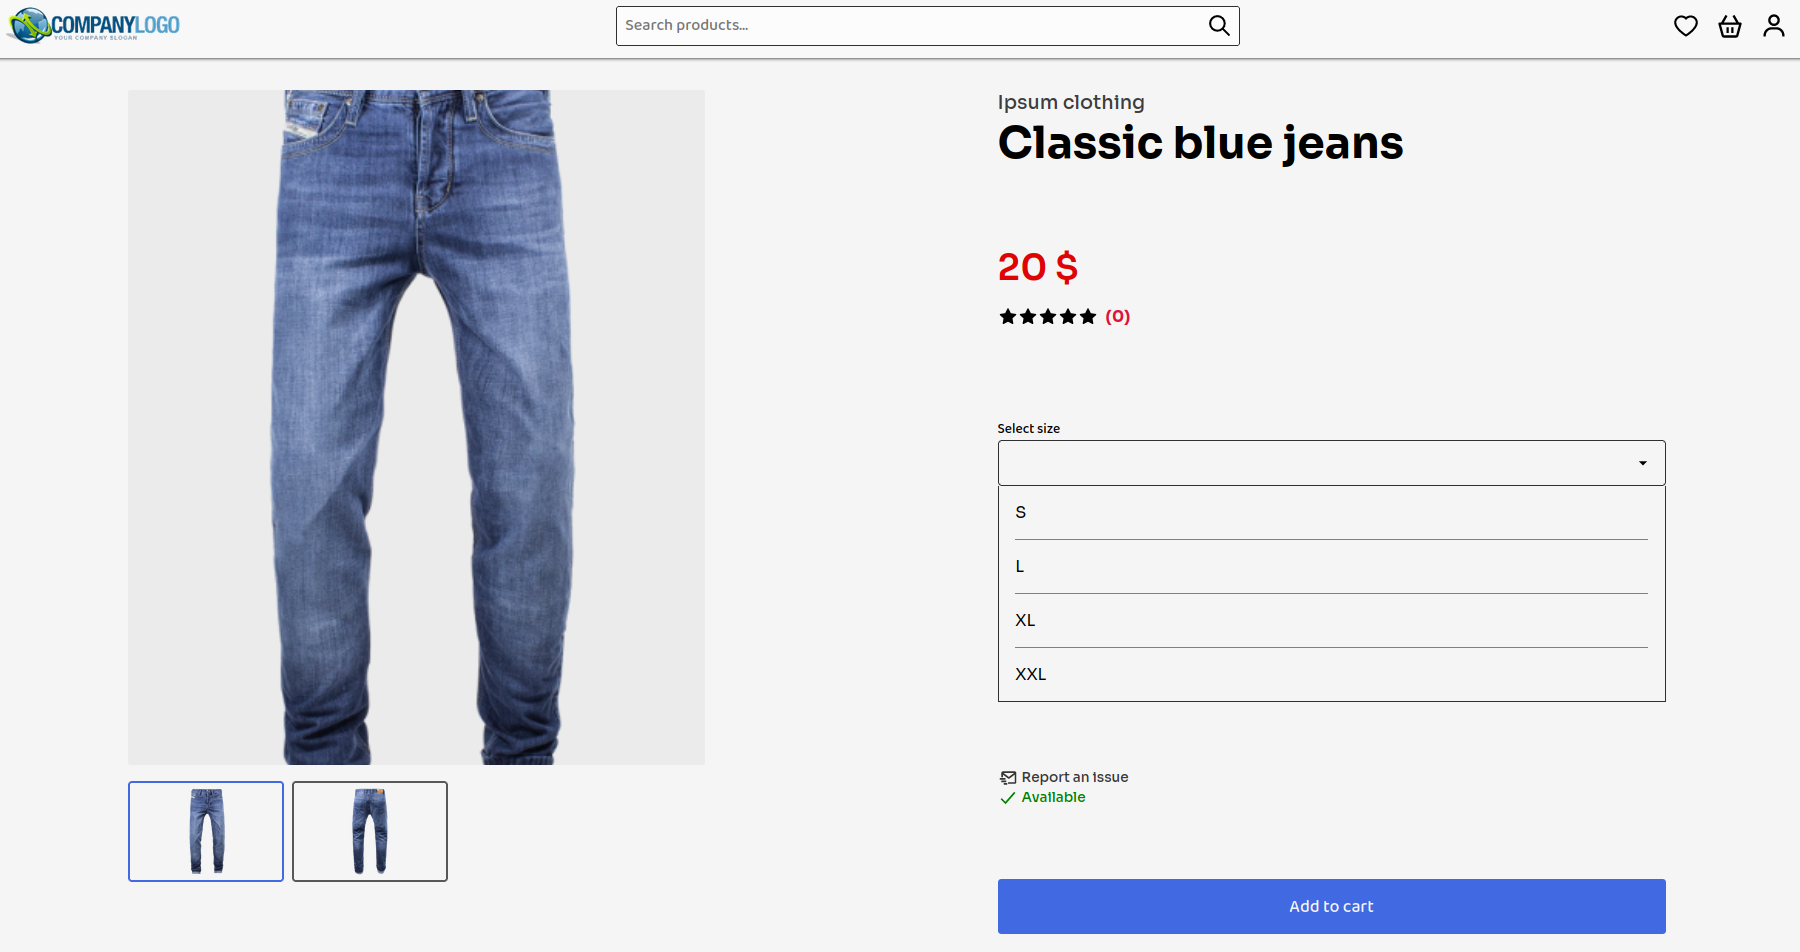 COMPANYLOGO
YOUR COMPANY SLOGAN
Search products...
Ipsum clothing
Classic blue jeans
20 $
(0)
Select size
S
L
XL
XXL
Report an issue
Available
Add to cart